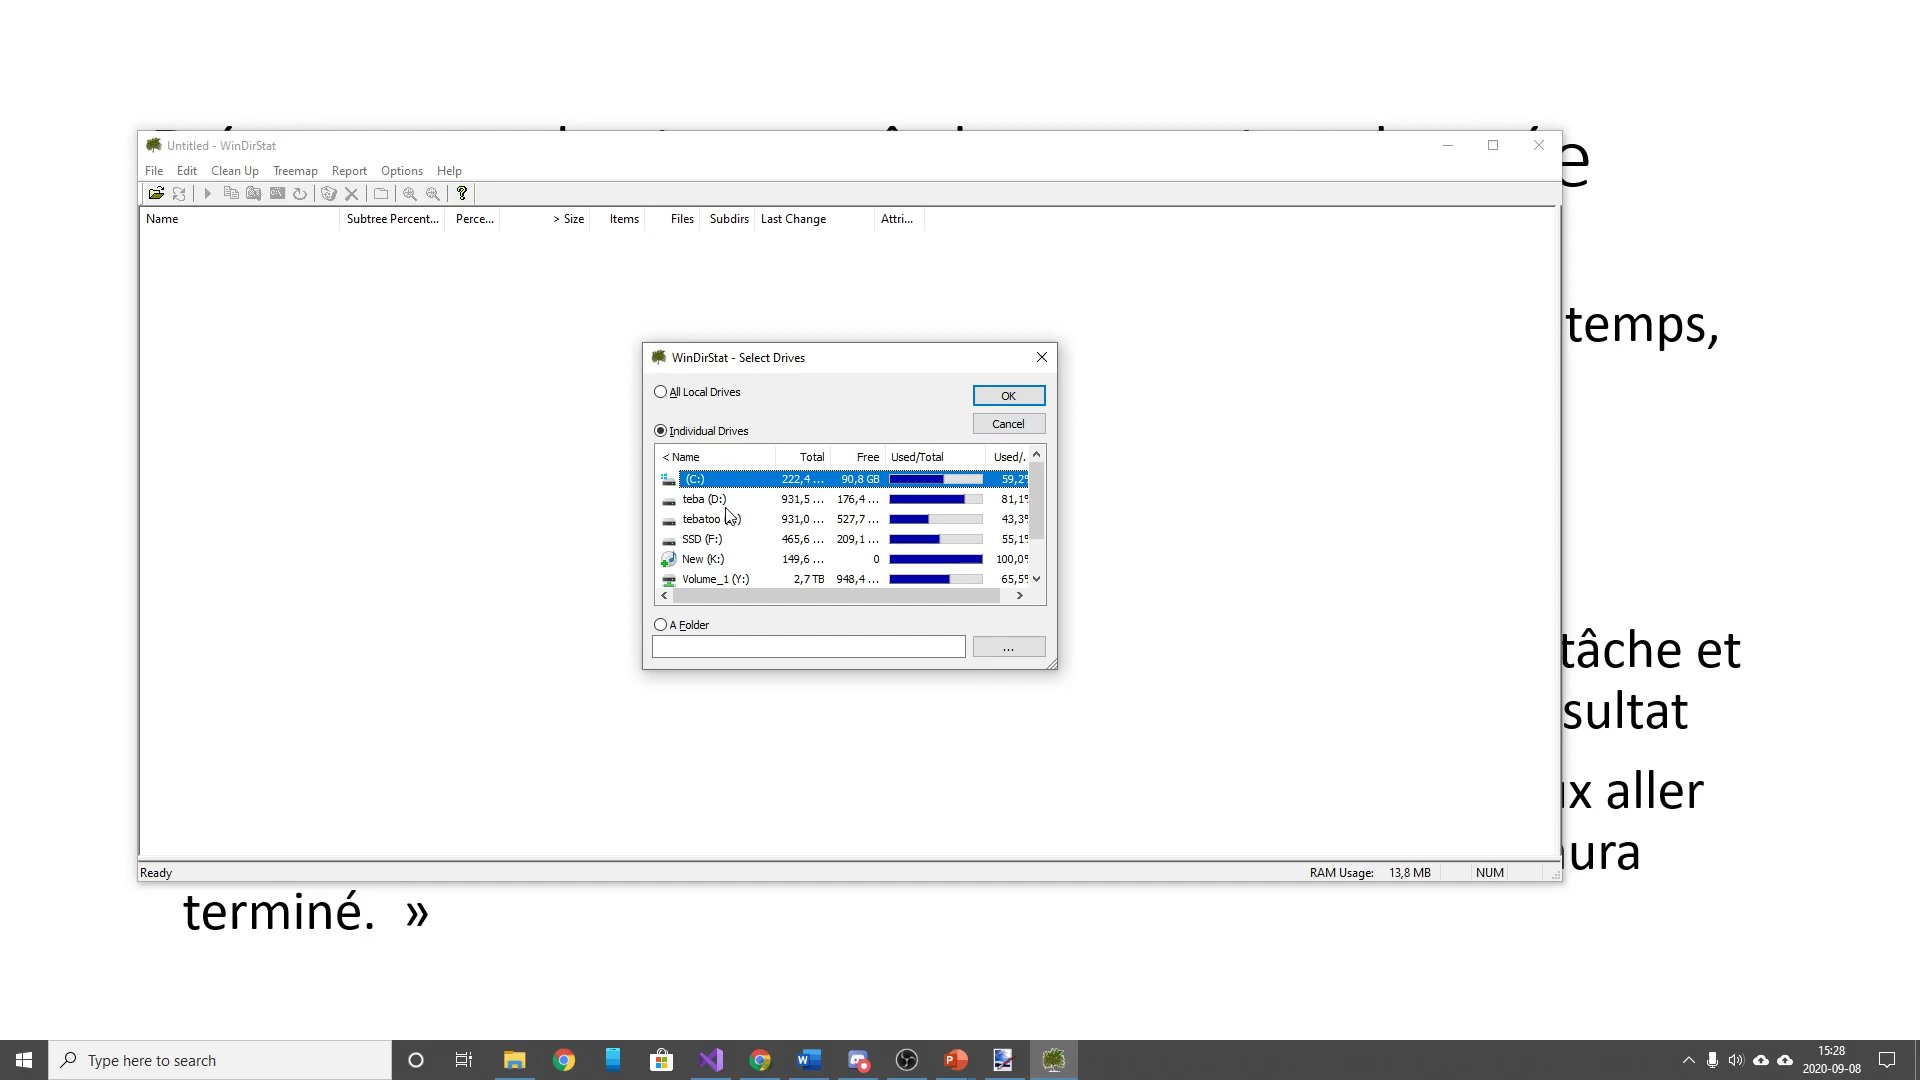 e
Untitled - WinDirStat
File Edit Clean Up Treemap Report Options Help
Name Subtree Percent... Perce... > Size Items Files Subdirs Last Change Attri...
temps,
WinDirStat - Select Drives
All Local Drives
OK
Cancel
Individual Drives
< Name Total Free Used/Total Used/.
(C:) 222,4 ... 90,8 GB 59,2%
teba (D:) 931,5 ... 176,4 ... 81,1%
tebatoo 931,0 ... 527,7 ... 43,3%
SSD (F:) 465,6 ... 209,1 ... 55,1%
New (K:) 149,6 ... 0 100,0%
Volume_1 (Y:) 2,7 TB 948,4 ... 65,5%
A Folder
...
tâche et
sultat
ux aller
aura
Ready RAM Usage: 13,8 MB NUM
terminé. »
Type here to search
15:28
2020-09-08